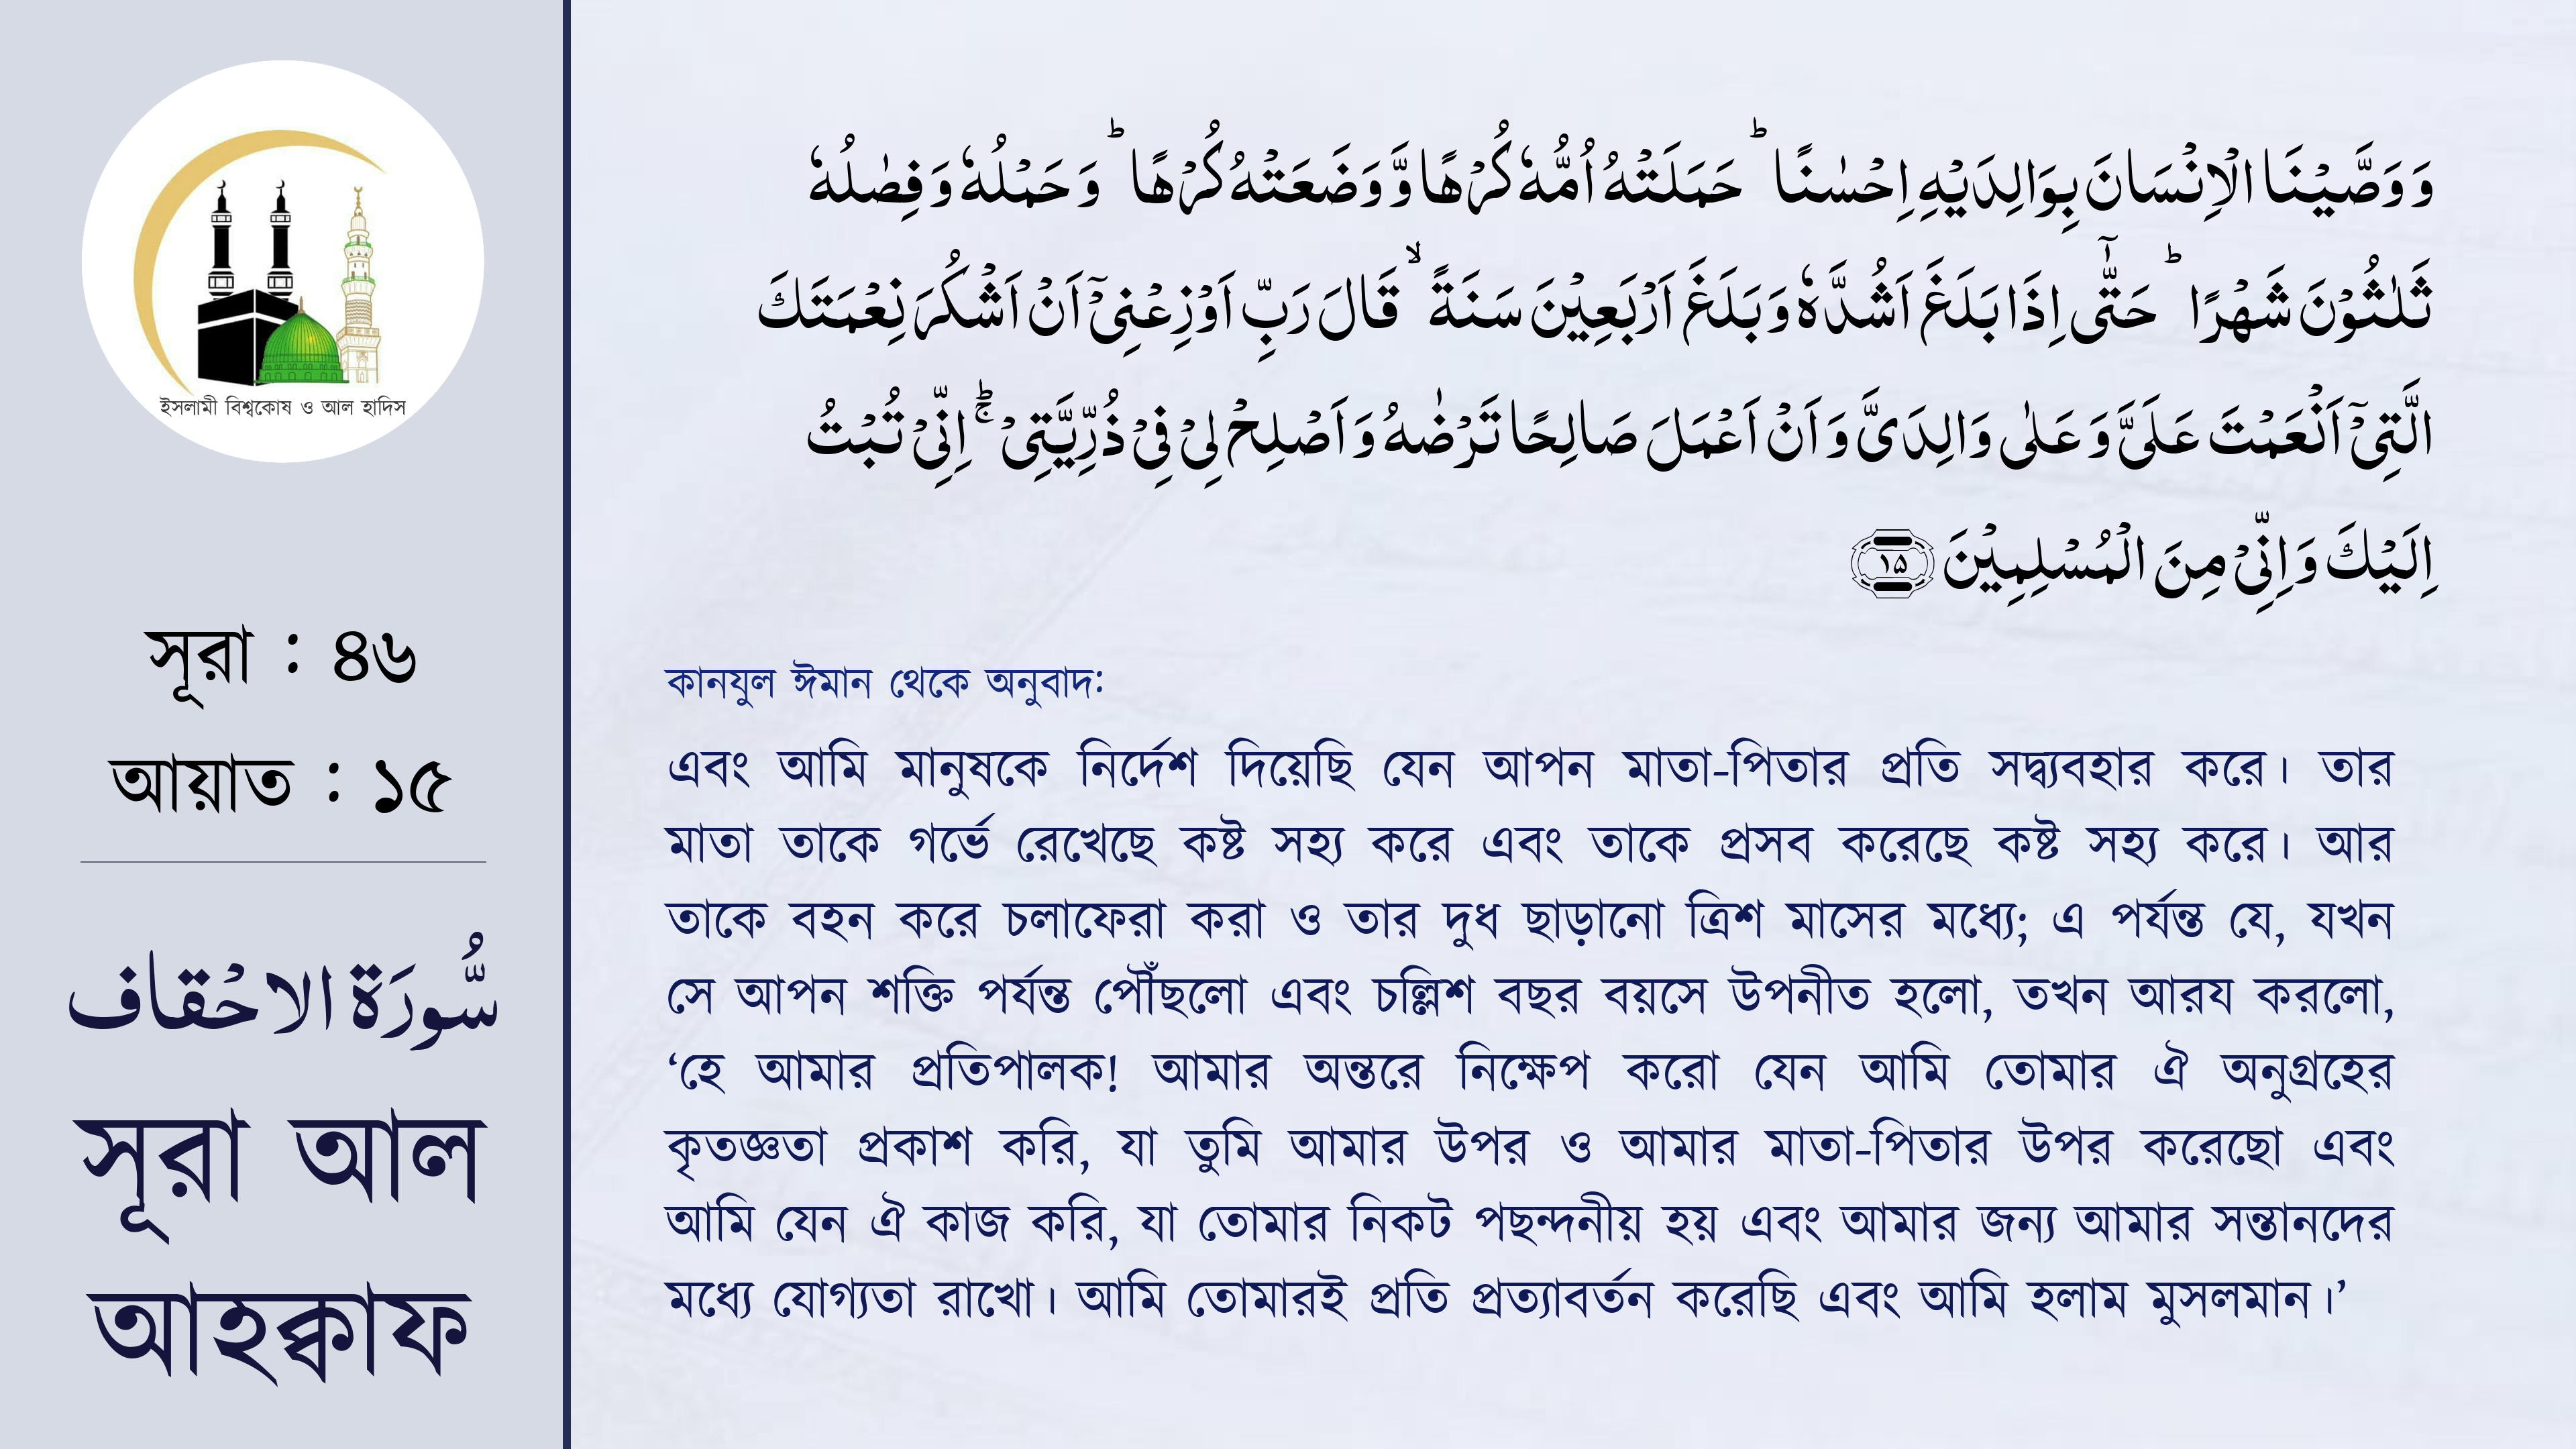 ইসলামী বিশ্বকোষ ও আল হাদিস
সূরা : ৪৬
আয়াত : ১৫
سُّورَة الاحۡقاف
সূরা আল
আহক্বাফ
وَ وَصَّيۡنَا الۡاِنۡسَانَ بِوَالِدَيۡهِ اِحۡسٰنًا ؕ حَمَلَتۡهُ اُمُّهٗ كُرۡهًا وَّ وَضَعَتۡهُ كُرۡهًا ؕ وَ حَمۡلُهٗ وَ فِصٰلُهٗ
ثَلٰثُوۡنَ شَهۡرًا ؕ حَتّٰۤى اِذَا بَلَغَ اَشُدَّهٗ وَ بَلَغَ اَرۡبَعِيۡنَ سَنَةً ۙ قَالَ رَبِّ اَوۡزِعۡنِىۡۤ اَنۡ اَشۡكُرَ نِعۡمَتَكَ
الَّتِىۡۤ اَنۡعَمۡتَ عَلَىَّ وَ عَلٰى وَالِدَىَّ وَ اَنۡ اَعۡمَلَ صَالِحًا تَرۡضٰهُ وَ اَصۡلِحۡ لِىۡ فِىۡ ذُرِّيَّتِىۡ ۚؕ اِنِّىۡ تُبۡتُ
اِلَيۡكَ وَ اِنِّىۡ مِنَ الۡمُسۡلِمِيۡنَ ﴿۱۵﴾
কানযুল ঈমান থেকে অনুবাদ:
এবং আমি মানুষকে নির্দেশ দিয়েছি যেন আপন মাতা-পিতার প্রতি সদ্ব্যবহার করে। তার
মাতা তাকে গর্ভে রেখেছে কষ্ট সহ্য করে এবং তাকে প্রসব করেছে কষ্ট সহ্য করে। আর
তাকে বহন করে চলাফেরা করা ও তার দুধ ছাড়ানো ত্রিশ মাসের মধ্যে; এ পর্যন্ত যে, যখন
সে আপন শক্তি পর্যন্ত পৌঁছলো এবং চল্লিশ বছর বয়সে উপনীত হলো, তখন আরয করলো,
‘হে আমার প্রতিপালক! আমার অন্তরে নিক্ষেপ করো যেন আমি তোমার ঐ অনুগ্রহের
কৃতজ্ঞতা প্রকাশ করি, যা তুমি আমার উপর ও আমার মাতা-পিতার উপর করেছো এবং
আমি যেন ঐ কাজ করি, যা তোমার নিকট পছন্দনীয় হয় এবং আমার জন্য আমার সন্তানদের
মধ্যে যোগ্যতা রাখো। আমি তোমারই প্রতি প্রত্যাবর্তন করেছি এবং আমি হলাম মুসলমান।’